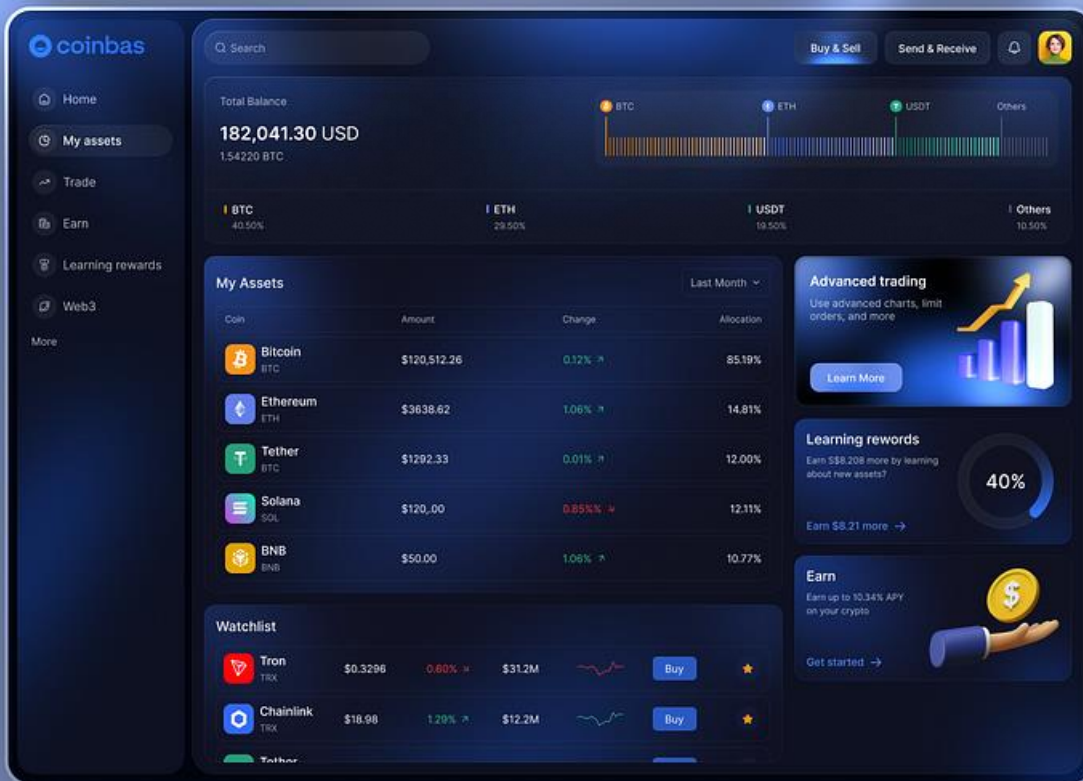 coinbas
Search
Buy & Sell
Send & Receive
Home
My assets
Trade
Earn
Learning rewards
Web3
More
Total Balance
182,041.30 USD
1.54220 BTC
BTC
ETH
USDT
Others
BTC
40.50%
ETH
29.50%
USDT
19.50%
Others
10.50%
My Assets
Last Month
Coin Amount Change Allocation
Bitcoin
BTC
$120,512.26 0.12% 85.19%
Ethereum
ETH
$3638.62 1.06% 14.81%
Tether
BTC
$1292.33 0.01% 12.00%
Solana
SOL
$120,.00 0.85%% 12.11%
BNB
BNB
$50.00 1.06% 10.77%
Watchlist
Tron
TRX
$0.3296 0.60% $31.2M Buy
Chainlink
TRX
$18.98 1.29% $12.2M Buy
Tether
Advanced trading
Use advanced charts, limit
orders, and more
Learn More
Learning rewords
Earn S$8.208 more by learning
about new assets?
40%
Earn $8.21 more →
Earn
Earn up to 10.34% APY
on your crypto
Get started →